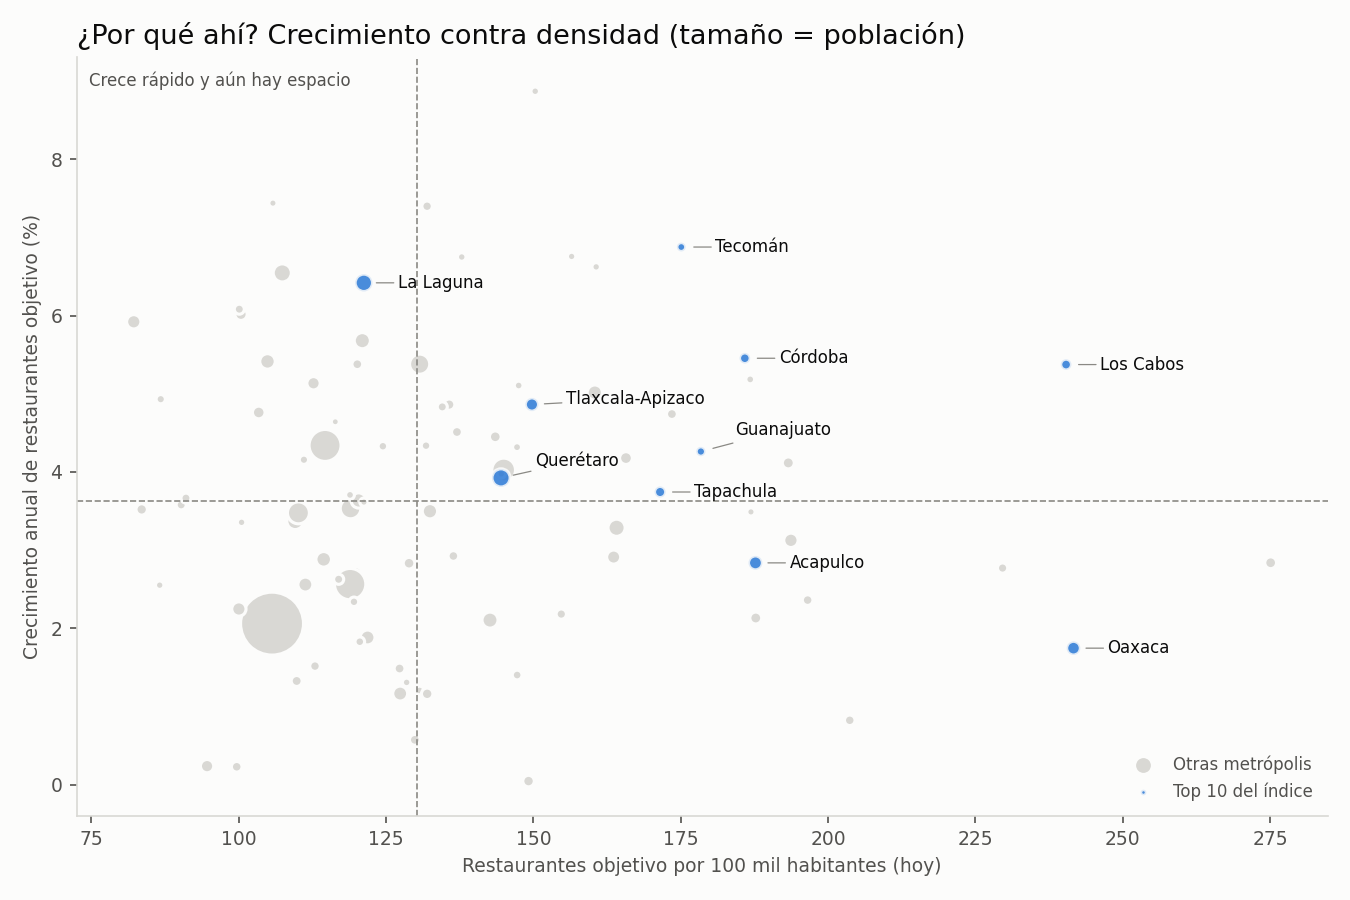 ¿Por qué ahí? Crecimiento contra densidad (tamaño = población)
Crece rápido y aún hay espacio
Crecimiento anual de restaurantes objetivo (%)
8
6
4
2
0
Tecomán
La Laguna
Córdoba
Los Cabos
Tlaxcala-Apizaco
Guanajuato
Querétaro
Tapachula
Acapulco
Oaxaca
Otras metrópolis
Top 10 del índice
75 100 125 150 175 200 225 250 275
Restaurantes objetivo por 100 mil habitantes (hoy)